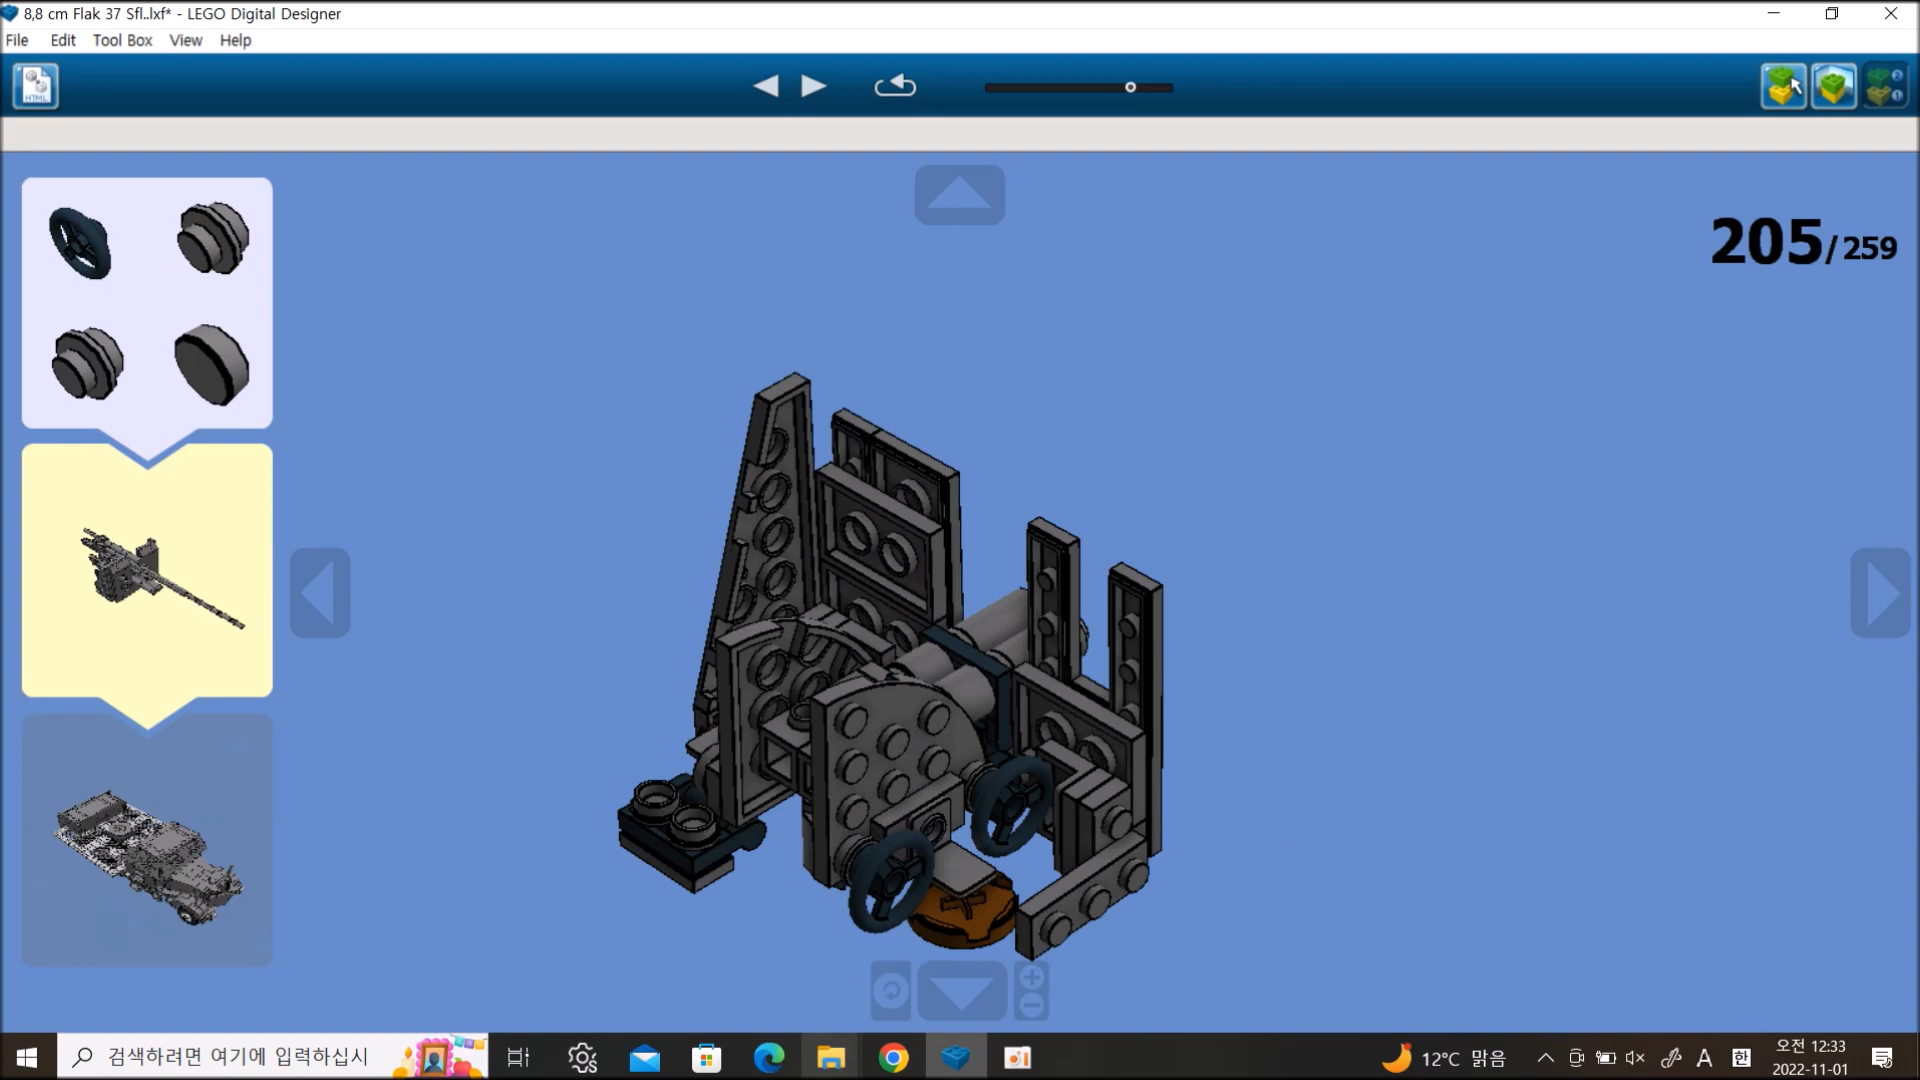 8,8 cm Flak 37 Sfl..lxf* - LEGO Digital Designer
File Edit Tool Box View Help
HTML
205/259
검색하려면 여기에 입력하십시
12°C 맑음
A
한
오전 12:33
2022-11-01